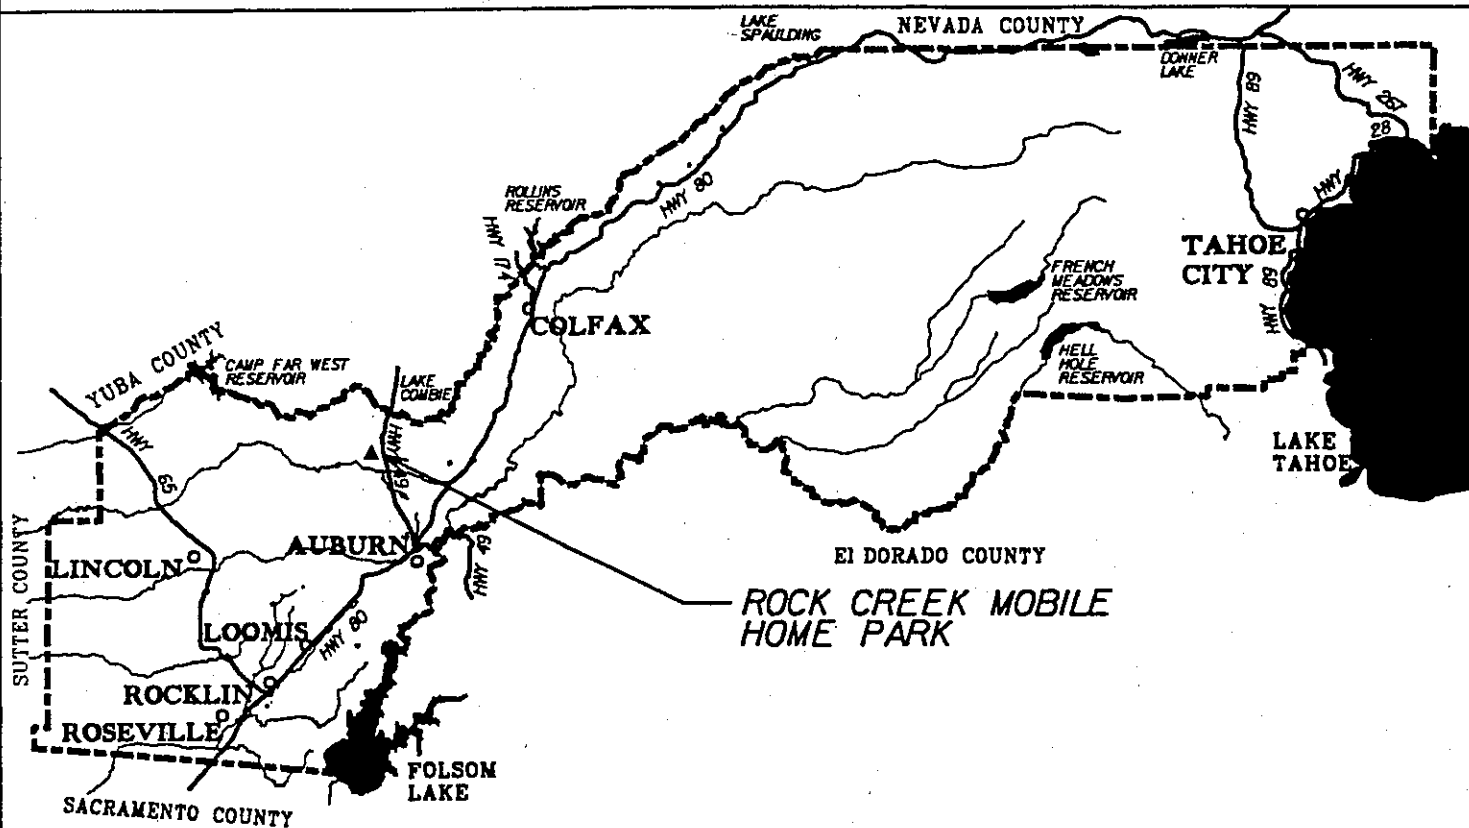 LAKE
SPAULDING
NEVADA COUNTY
DONNER
LAKE
HWY 89
HWY 267
28
HWY
ROLLINS
RESERVOIR
HWY 174
HWY 80
TAHOE
CITY
HWY 89
FRENCH
MEADOWS
RESERVOIR
COLFAX
HELL
HOLE
RESERVOIR
YUBA COUNTY
CAMP FAR WEST
RESERVOIR
LAKE
COMBIE
HWY 65
HWY 49
LAKE
TAHOE
SUTTER COUNTY
AUBURN
HWY 49
El DORADO COUNTY
LINCOLN
ROCK CREEK MOBILE
HOME PARK
LOOMIS
HWY 80
ROCKLIN
ROSEVILLE
FOLSOM
LAKE
SACRAMENTO COUNTY